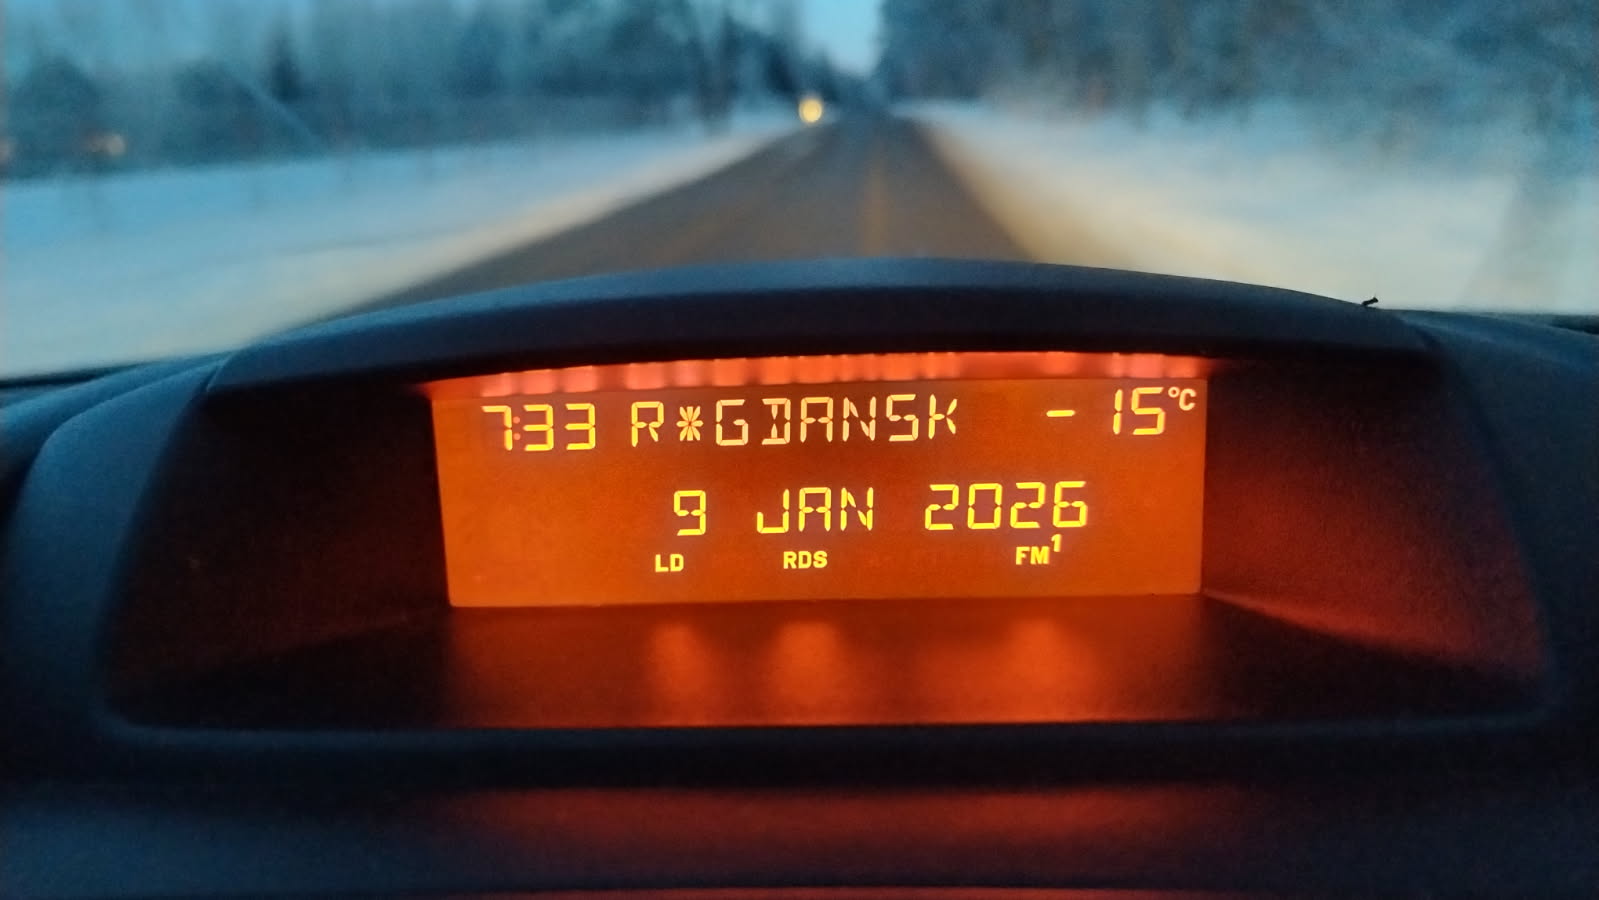 7:33 R*GDANSK -15°C
9 JAN 2026
LD RDS FM1